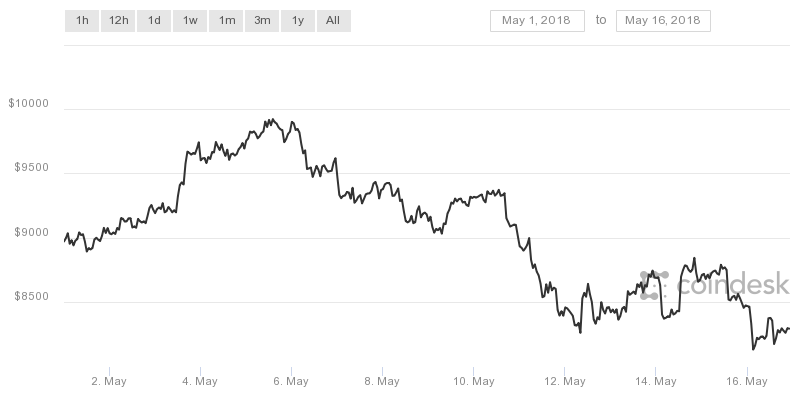 1h 12h 1d 1w 1m 3m 1y All May 1, 2018 to May 16, 2018
$10000
$9500
$9000
$8500
coindesk
2. May 4. May 6. May 8. May 10. May 12. May 14. May 16. May